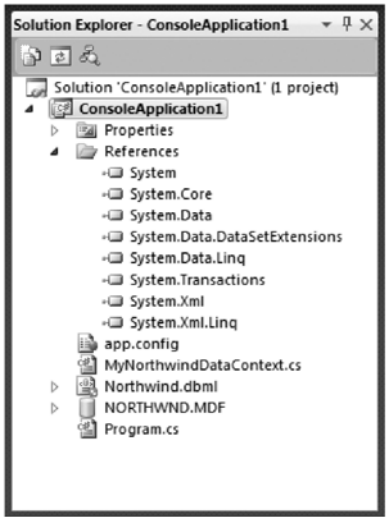 Solution Explorer - ConsoleApplication1
Solution 'ConsoleApplication1' (1 project)
ConsoleApplication1
Properties
References
System
System.Core
System.Data
System.Data.DataSetExtensions
System.Data.Linq
System.Transactions
System.Xml
System.Xml.Linq
app.config
MyNorthwindDataContext.cs
Northwind.dbml
NORTHWND.MDF
Program.cs